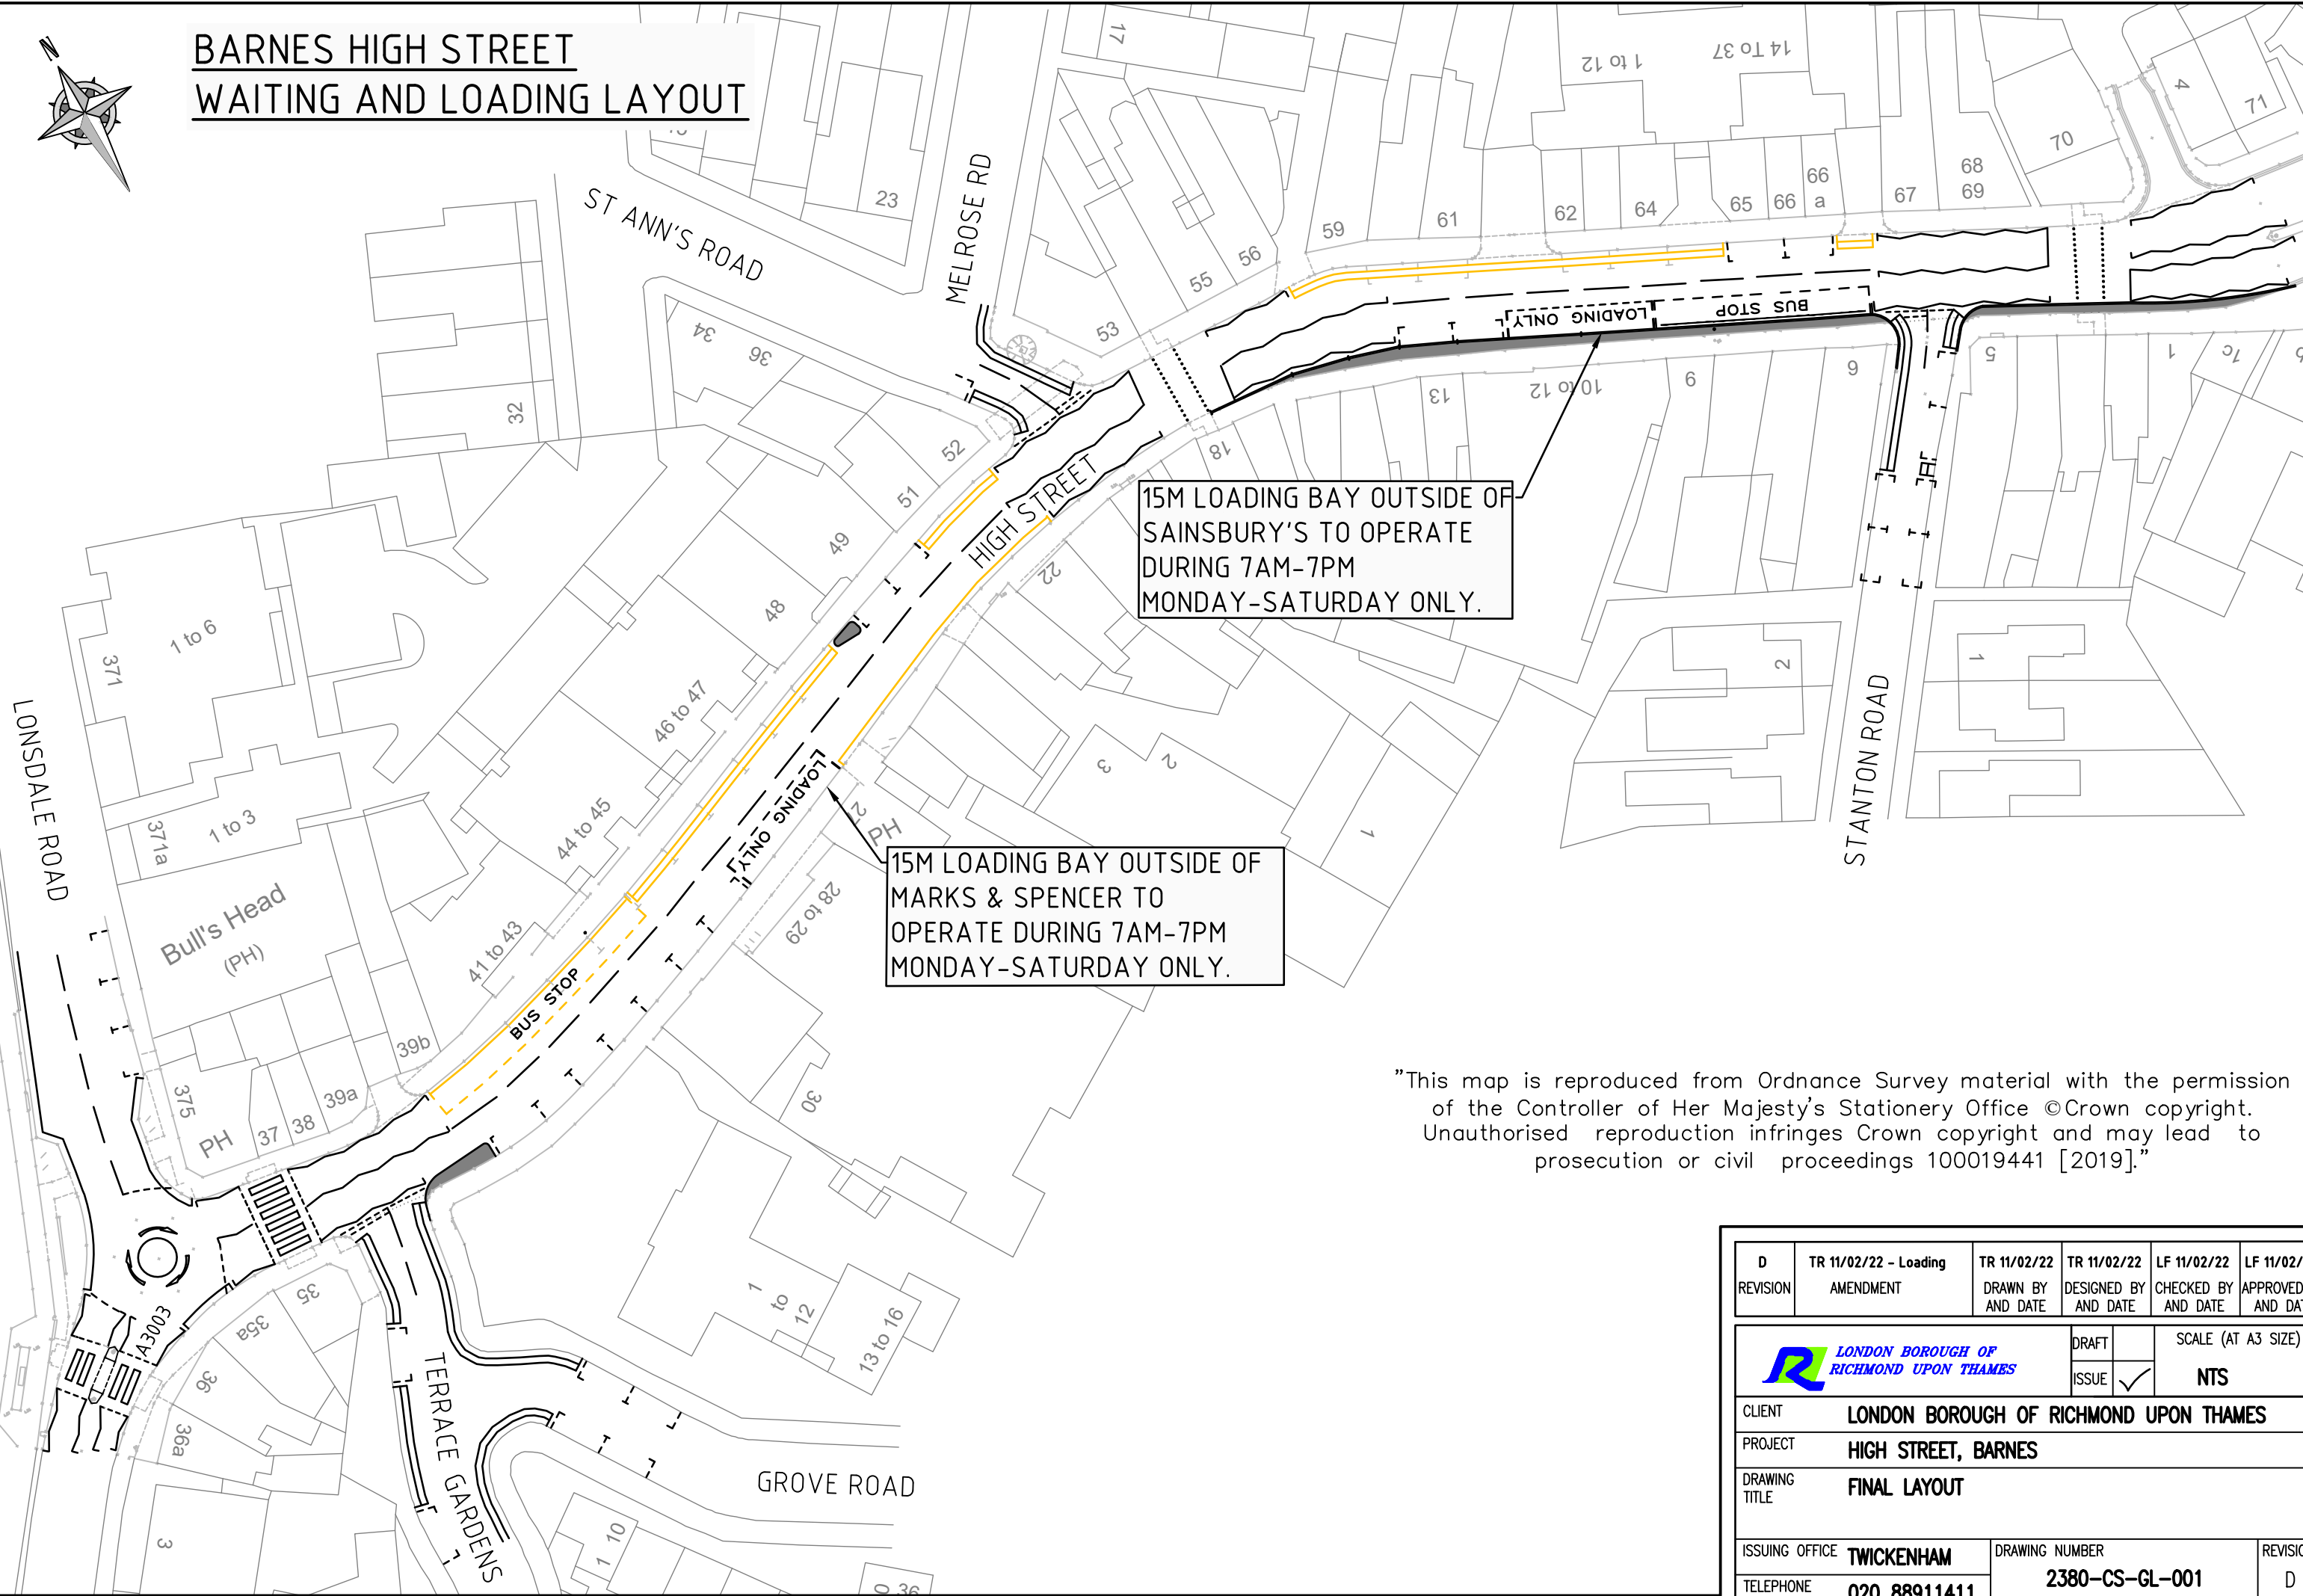 BARNES HIGH STREET
WAITING AND LOADING LAYOUT
N
17
1 to 12
14 To 37
4
71
70
23
ST ANN'S ROAD
MELROSE RD
59
61
62
64
65
66
66
a
67
68
69
55
56
53
34
36
32
52
51
49
48
LOADING ONLY
BUS STOP
13
10 to 12
9
6
5
1
7c
18
22
HIGH STREET
15M LOADING BAY OUTSIDE OF
SAINSBURY'S TO OPERATE
DURING 7AM-7PM
MONDAY-SATURDAY ONLY.
371
1 to 6
46 to 47
LONSDALE ROAD
371a
1 to 3
44 to 45
LOADING ONLY
PH
3
2
1
2
1
STANTON ROAD
15M LOADING BAY OUTSIDE OF
MARKS & SPENCER TO
OPERATE DURING 7AM-7PM
MONDAY-SATURDAY ONLY.
Bull's Head
(PH)
41 to 43
28 to 29
BUS STOP
39b
39a
38
37
375
PH
30
"This map is reproduced from Ordnance Survey material with the permission
of the Controller of Her Majesty's Stationery Office ©Crown copyright.
Unauthorised reproduction infringes Crown copyright and may lead to
prosecution or civil proceedings 100019441 [2019]."
35
35a
36
36a
A3003
1
to
12
13 to 16
TERRACE GARDENS
GROVE ROAD
3
1
10
36
D
TR 11/02/22 - Loading
TR 11/02/22
TR 11/02/22
LF 11/02/22
LF 11/02/
REVISION
AMENDMENT
DRAWN BY
AND DATE
DESIGNED BY
AND DATE
CHECKED BY
AND DATE
APPROVED
AND DAT
LONDON BOROUGH OF
RICHMOND UPON THAMES
DRAFT
ISSUE
SCALE (AT A3 SIZE)
NTS
CLIENT
LONDON BOROUGH OF RICHMOND UPON THAMES
PROJECT
HIGH STREET, BARNES
DRAWING
TITLE
FINAL LAYOUT
ISSUING OFFICE
TWICKENHAM
TELEPHONE
020 88911411
DRAWING NUMBER
2380-CS-GL-001
REVISIO
D